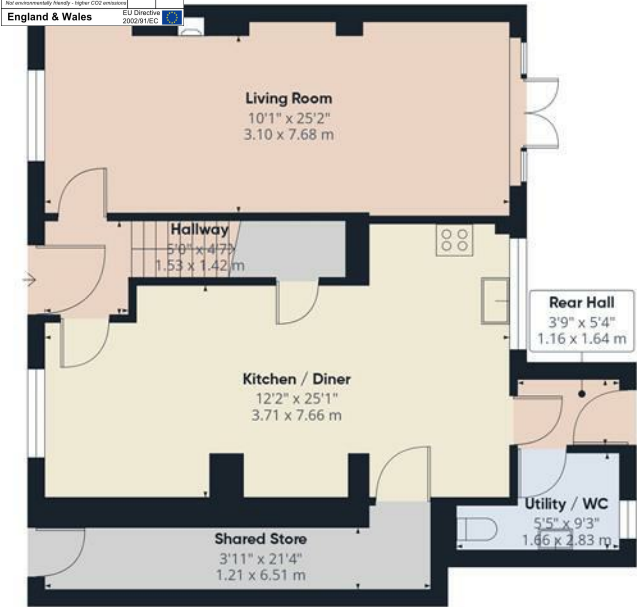 Not environmentally friendly - higher CO2 emissions
England & Wales
EU Directive
2002/91/EC
Living Room
10'1" x 25'2"
3.10 x 7.68 m
Hallway
5'0" x 4'7"
1.53 x 1.42 m
Rear Hall
3'9" x 5'4"
1.16 x 1.64 m
Kitchen / Diner
12'2" x 25'1"
3.71 x 7.66 m
Utility / WC
5'5" x 9'3"
1.66 x 2.83 m
Shared Store
3'11" x 21'4"
1.21 x 6.51 m